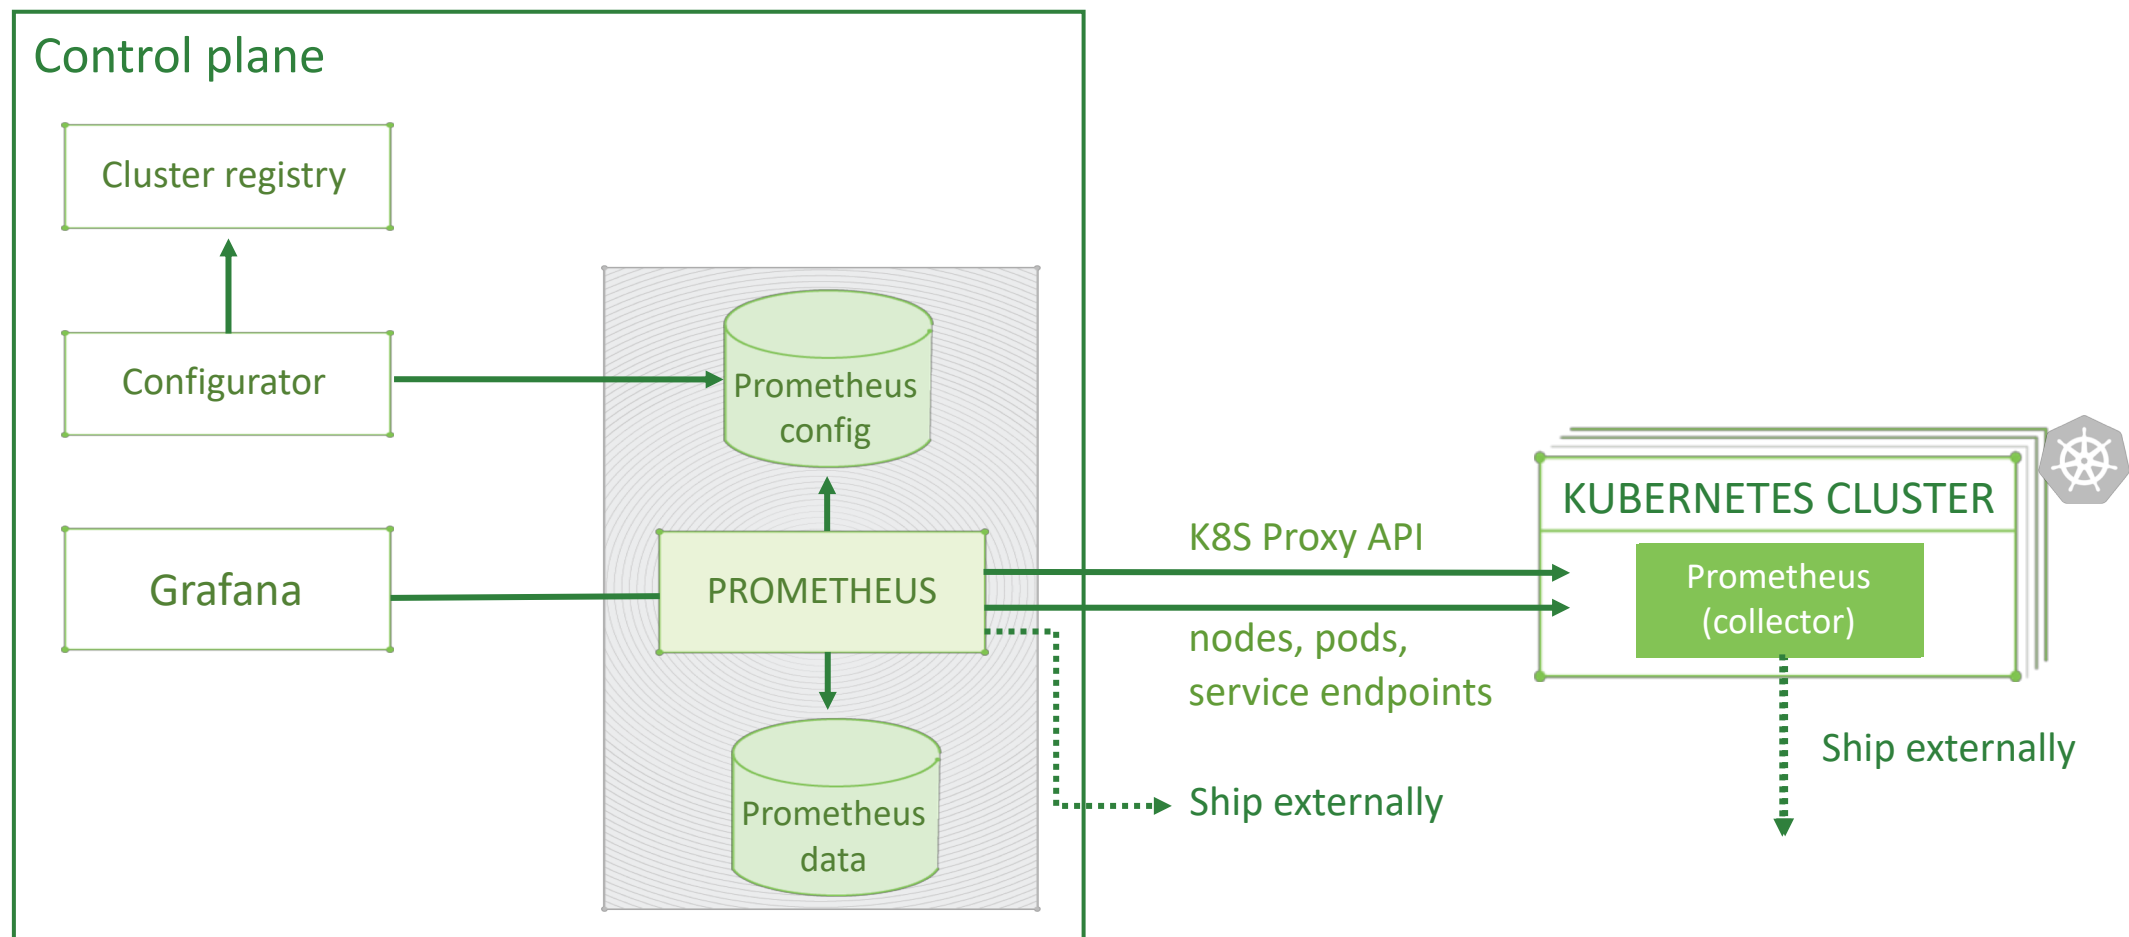 Control plane
Cluster registry
Configurator
Prometheus
config
Grafana
PROMETHEUS
Prometheus
data
K8S Proxy API
nodes, pods,
service endpoints
Ship externally
KUBERNETES CLUSTER
Prometheus
(collector)
Ship externally